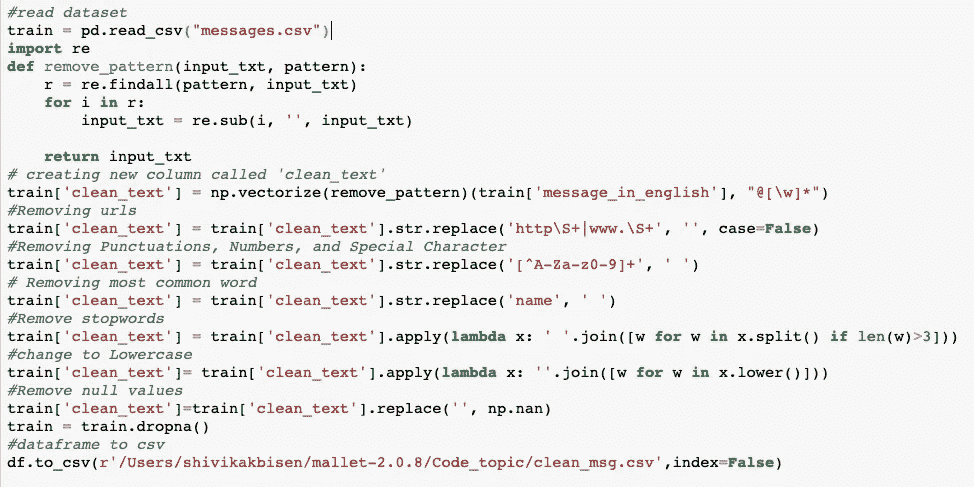 #read dataset
train = pd.read_csv("messages.csv")
import re
def remove_pattern(input_txt, pattern):
    r = re.findall(pattern, input_txt)
    for i in r:
        input_txt = re.sub(i, '', input_txt)

    return input_txt
# creating new column called 'clean_text'
train['clean_text'] = np.vectorize(remove_pattern)(train['message_in_english'], "@[\w]*")
#Removing urls
train['clean_text'] = train['clean_text'].str.replace('http\S+|www.\S+', '', case=False)
#Removing Punctuations, Numbers, and Special Character
train['clean_text'] = train['clean_text'].str.replace('[^A-Za-z0-9]+', ' ')
# Removing most common word
train['clean_text'] = train['clean_text'].str.replace('name', ' ')
#Remove stopwords
train['clean_text'] = train['clean_text'].apply(lambda x: ' '.join([w for w in x.split() if len(w)>3]))
#change to Lowercase
train['clean_text']= train['clean_text'].apply(lambda x: ''.join([w for w in x.lower()]))
#Remove null values
train['clean_text']=train['clean_text'].replace('', np.nan)
train = train.dropna()
#dataframe to csv
df.to_csv(r'/Users/shivikakbisen/mallet-2.0.8/Code_topic/clean_msg.csv',index=False)